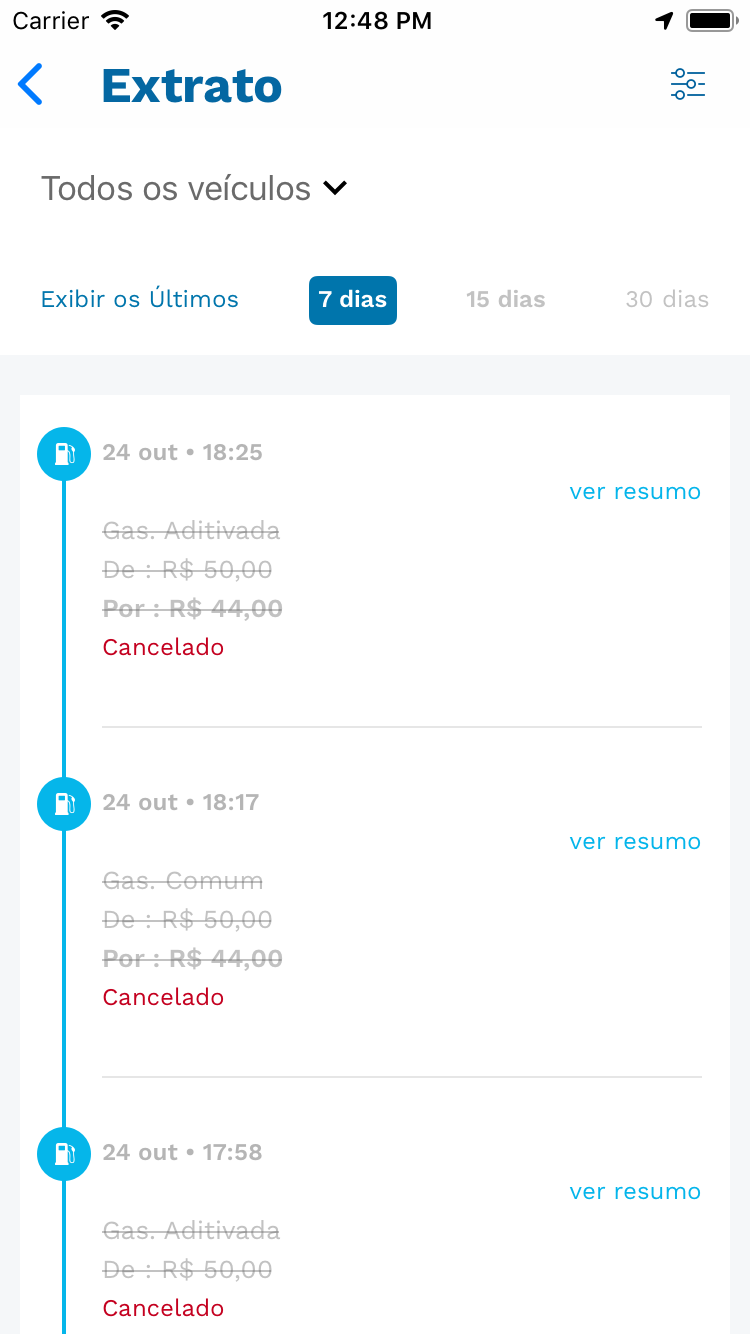 Carrier 12:48 PM
Extrato
Todos os veículos
Exibir os Últimos 7 dias 15 dias 30 dias
24 out • 18:25
ver resumo
Gas. Aditivada
De : R$ 50,00
Por : R$ 44,00
Cancelado
24 out • 18:17
ver resumo
Gas. Comum
De : R$ 50,00
Por : R$ 44,00
Cancelado
24 out • 17:58
ver resumo
Gas. Aditivada
De : R$ 50,00
Cancelado